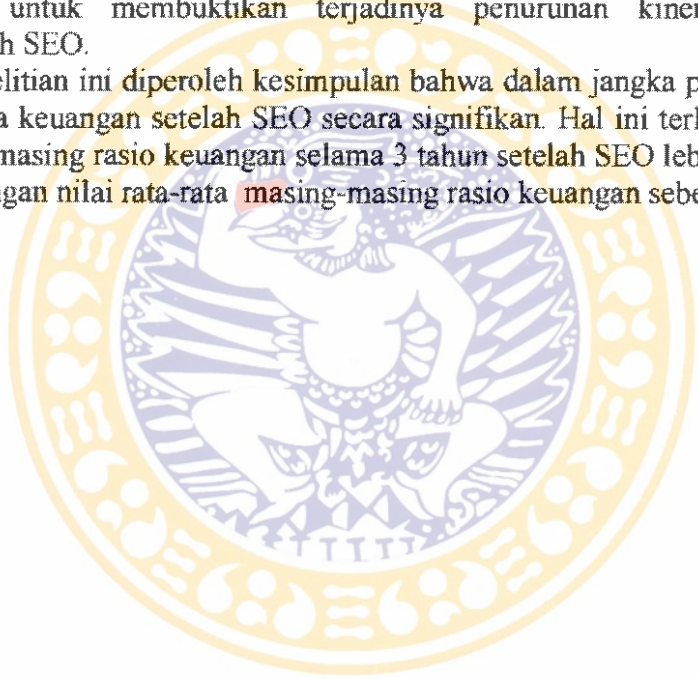 untuk membuktikan terjadinya penurunan kiner
h SEO.
elitian ini diperoleh kesimpulan bahwa dalam jangka p
a keuangan setelah SEO secara signifikan. Hal ini terl
masing rasio keuangan selama 3 tahun setelah SEO leb
gan nilai rata-rata masing-masing rasio keuangan sebe